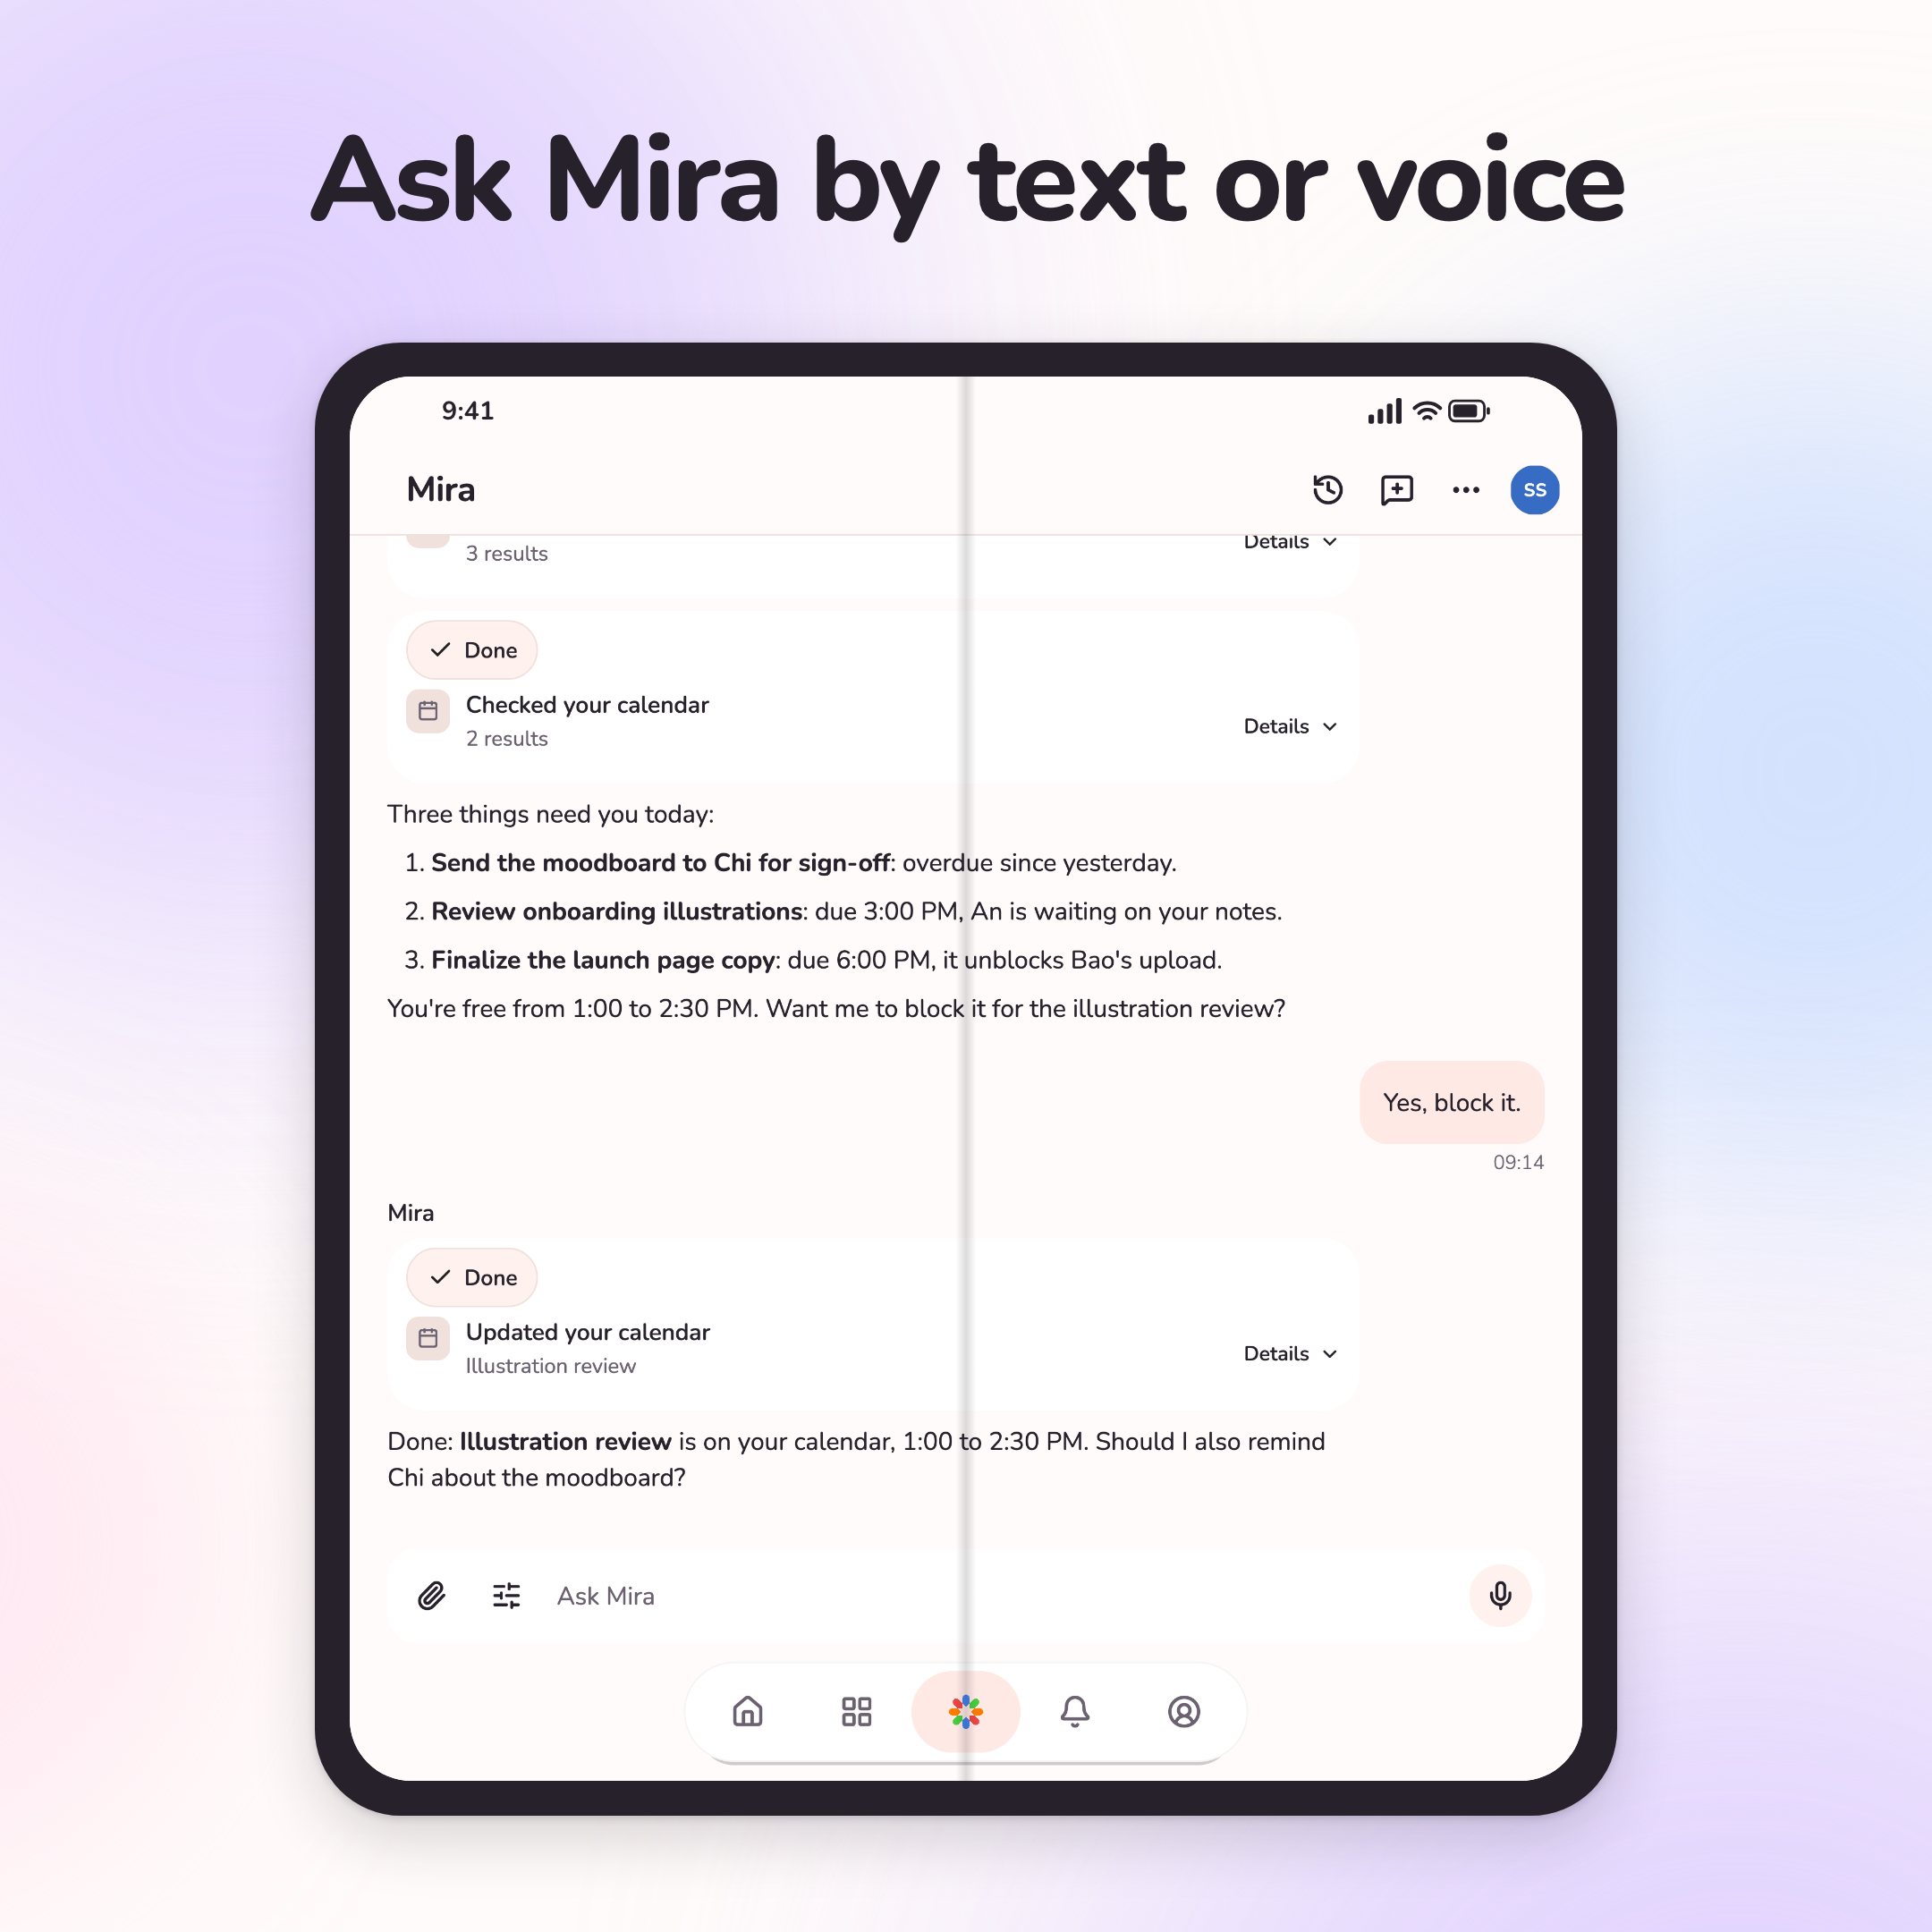 Ask Mira by text or voice
9:41
Mira
SS
3 results
Details
Done
Checked your calendar
2 results
Details
Three things need you today:
1. Send the moodboard to Chi for sign-off: overdue since yesterday.
2. Review onboarding illustrations: due 3:00 PM, An is waiting on your notes.
3. Finalize the launch page copy: due 6:00 PM, it unblocks Bao's upload.
You're free from 1:00 to 2:30 PM. Want me to block it for the illustration review?
Yes, block it.
09:14
Mira
Done
Updated your calendar
Illustration review
Details
Done: Illustration review is on your calendar, 1:00 to 2:30 PM. Should I also remind
Chi about the moodboard?
Ask Mira